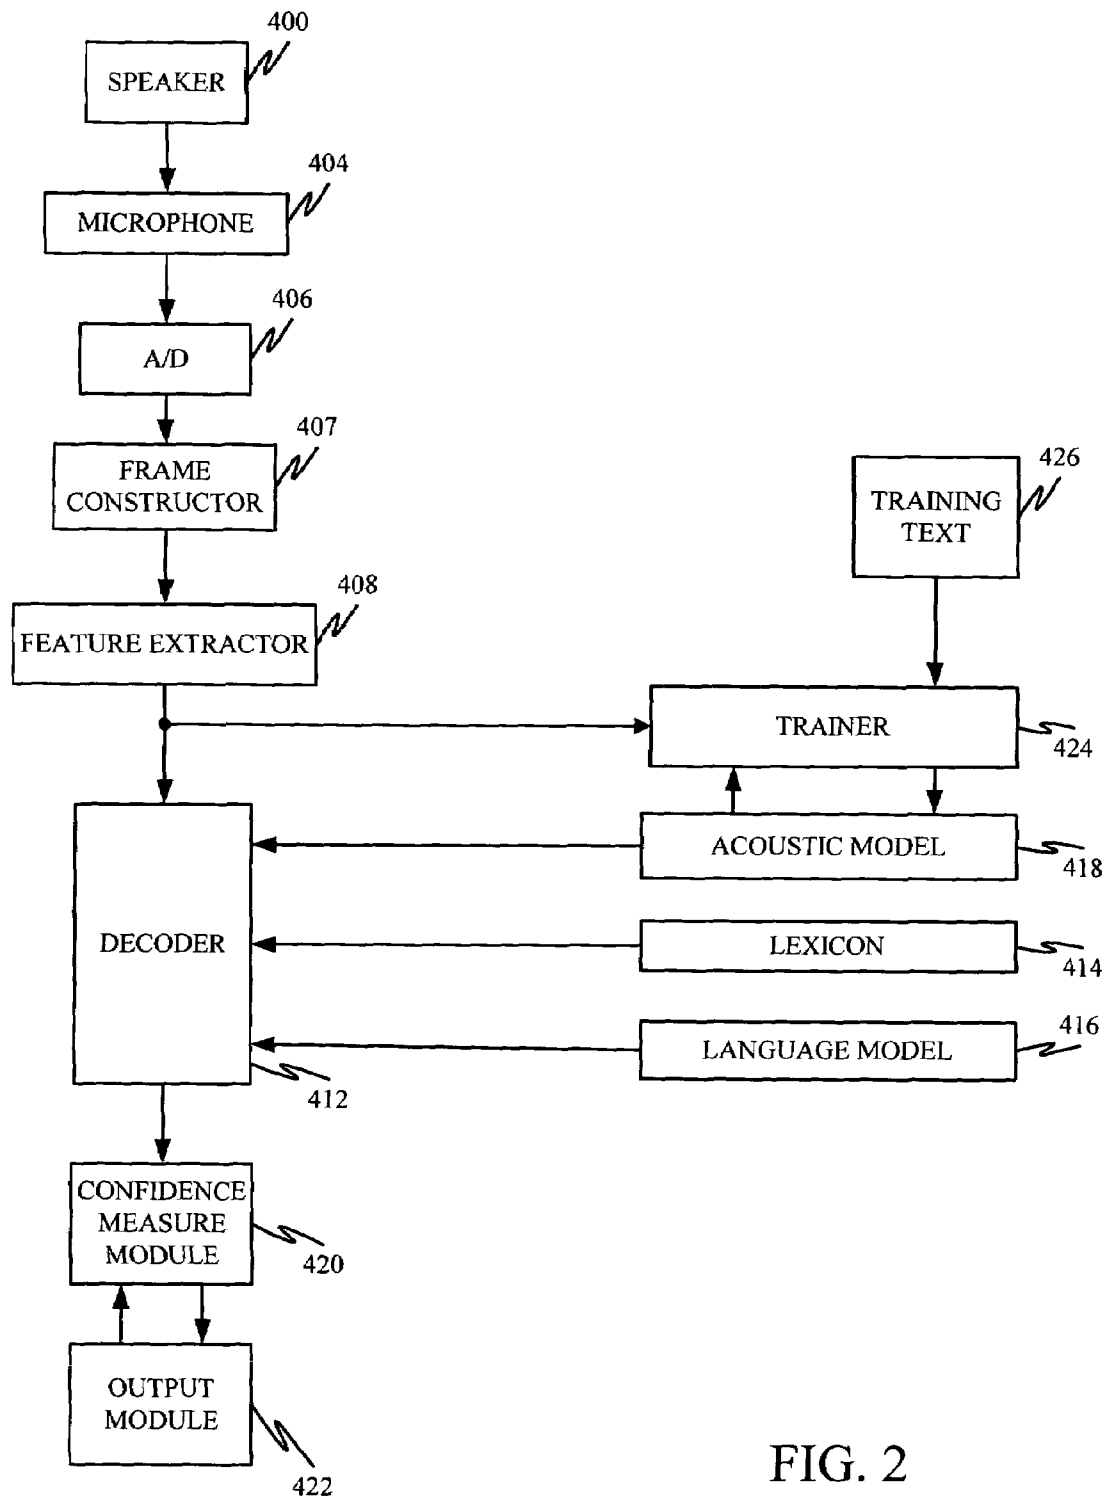 400
SPEAKER
404
MICROPHONE
406
A/D
407
FRAME
CONSTRUCTOR
426
TRAINING
TEXT
408
FEATURE EXTRACTOR
TRAINER
424
ACOUSTIC MODEL
418
DECODER
LEXICON
414
416
LANGUAGE MODEL
412
CONFIDENCE
MEASURE
MODULE
420
OUTPUT
MODULE
422
FIG. 2